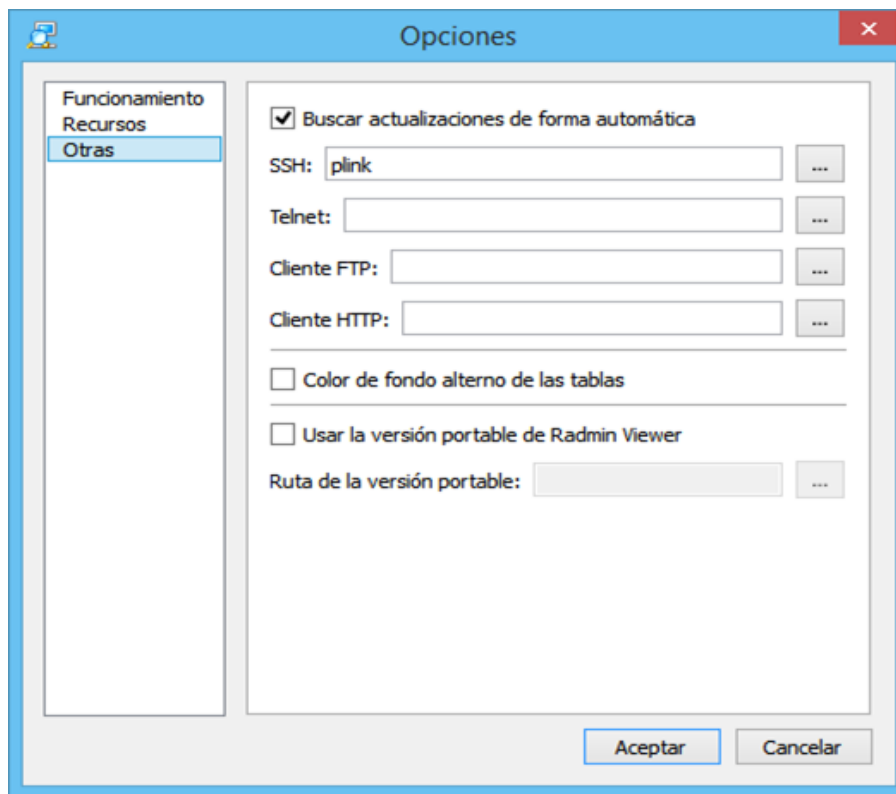 Opciones
Funcionamiento
Recursos
Otras
Buscar actualizaciones de forma automática
SSH: plink ...
Telnet: ...
Cliente FTP: ...
Cliente HTTP: ...
Color de fondo alterno de las tablas
Usar la versión portable de Radmin Viewer
Ruta de la versión portable: ...
Aceptar Cancelar